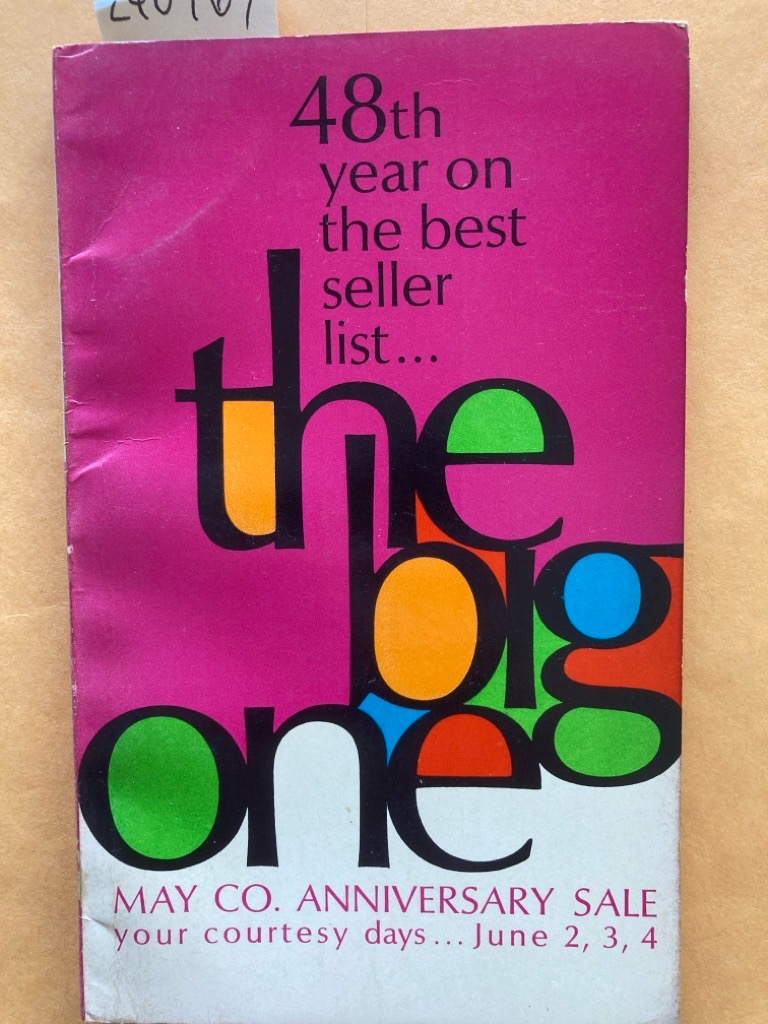 48th
year on
the best
seller
list...
the
big
one
MAY CO. ANNIVERSARY SALE
your courtesy days... June 2, 3, 4